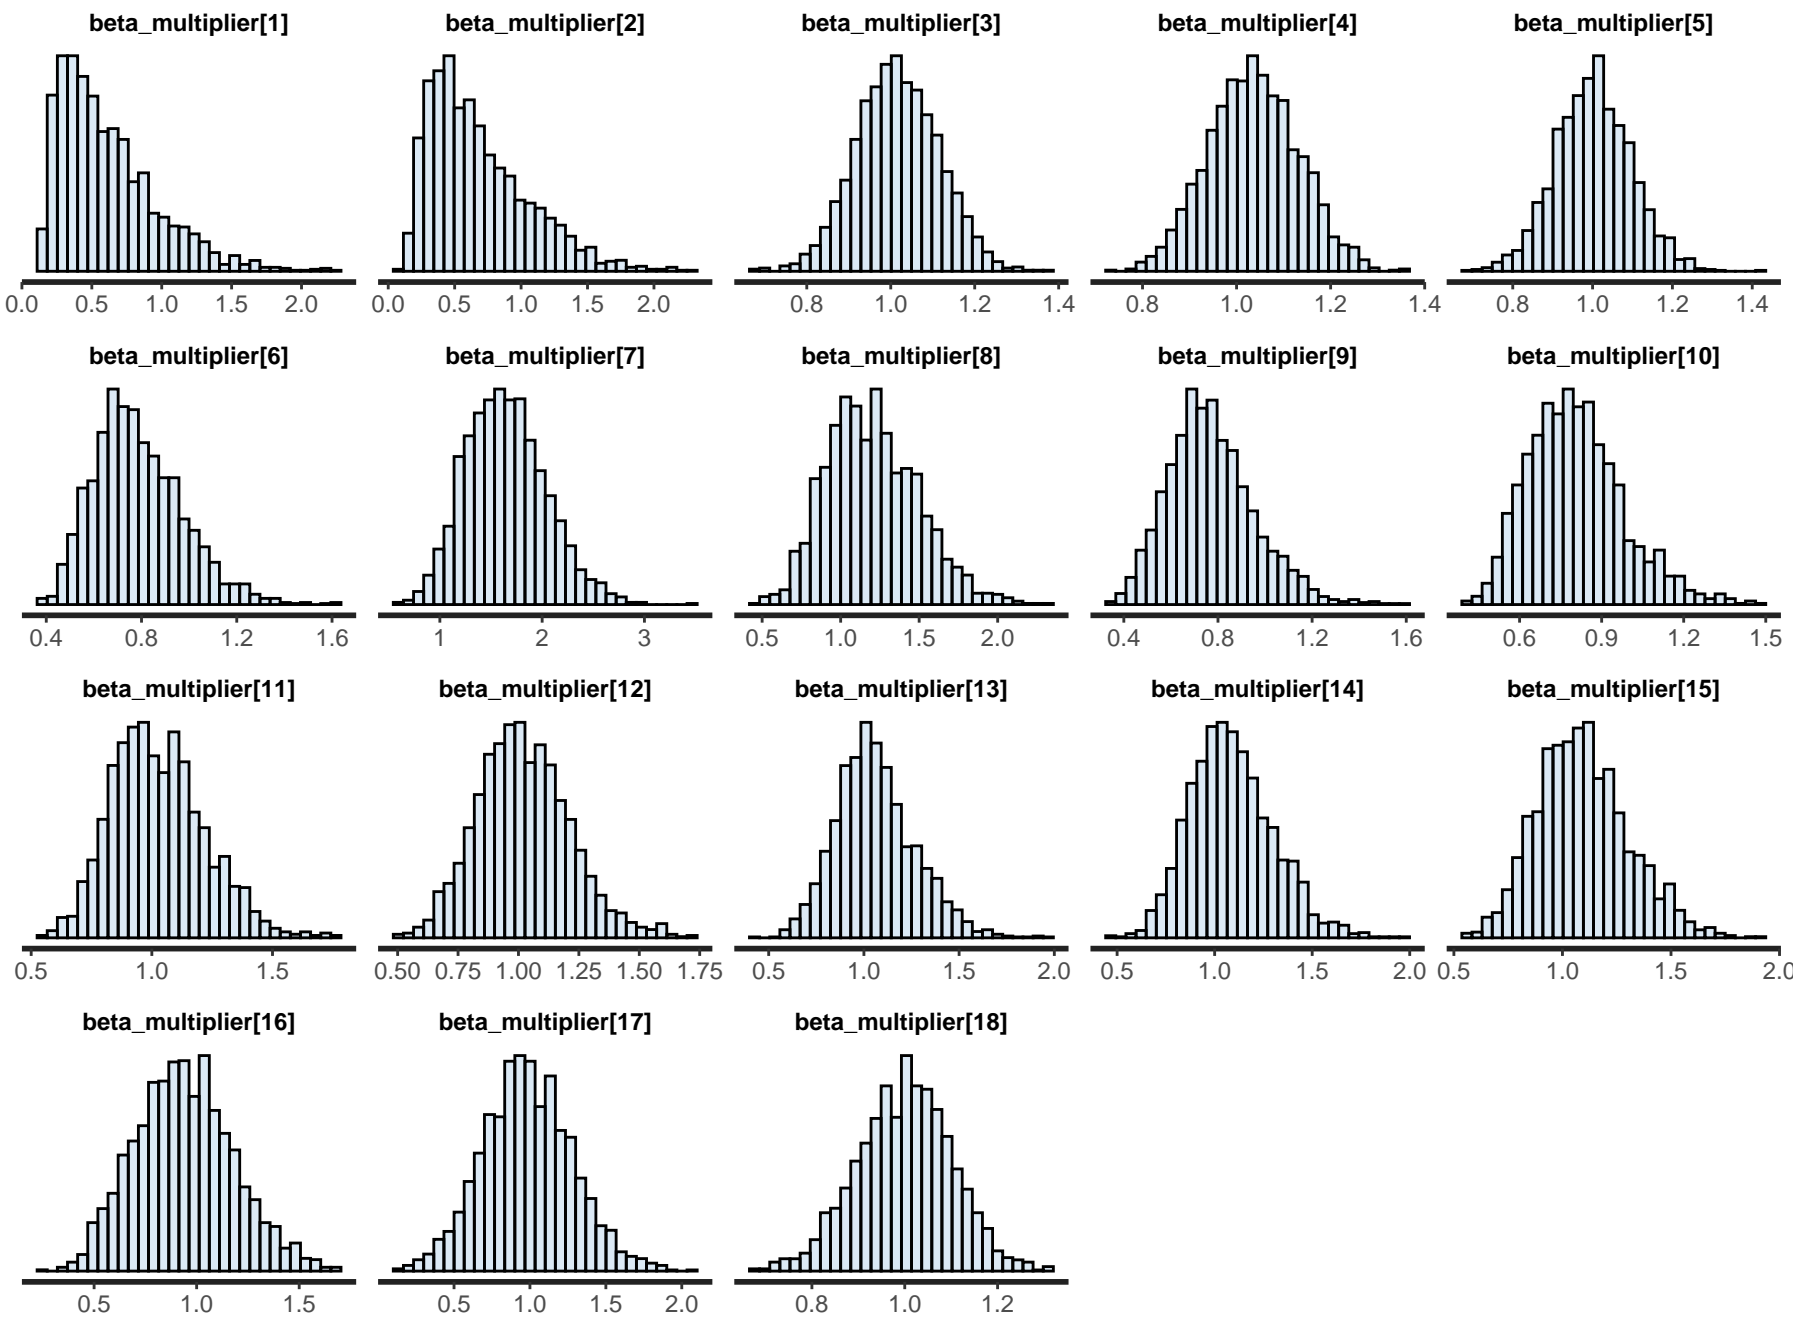 beta_multiplier[1] beta_multiplier[2] beta_multiplier[3] beta_multiplier[4] beta_multiplier[5]
0.0 0.5 1.0 1.5 2.0 0.0 0.5 1.0 1.5 2.0 0.8 1.0 1.2 1.4 0.8 1.0 1.2 1.4 0.8 1.0 1.2 1.4
beta_multiplier[6] beta_multiplier[7] beta_multiplier[8] beta_multiplier[9] beta_multiplier[10]
0.4 0.8 1.2 1.6 1 2 3 0.5 1.0 1.5 2.0 0.4 0.8 1.2 1.6 0.6 0.9 1.2 1.5
beta_multiplier[11] beta_multiplier[12] beta_multiplier[13] beta_multiplier[14] beta_multiplier[15]
0.5 1.0 1.5 0.50 0.75 1.00 1.25 1.50 1.75 0.5 1.0 1.5 2.0 0.5 1.0 1.5 2.0 0.5 1.0 1.5 2.0
beta_multiplier[16] beta_multiplier[17] beta_multiplier[18]
0.5 1.0 1.5 0.5 1.0 1.5 2.0 0.8 1.0 1.2